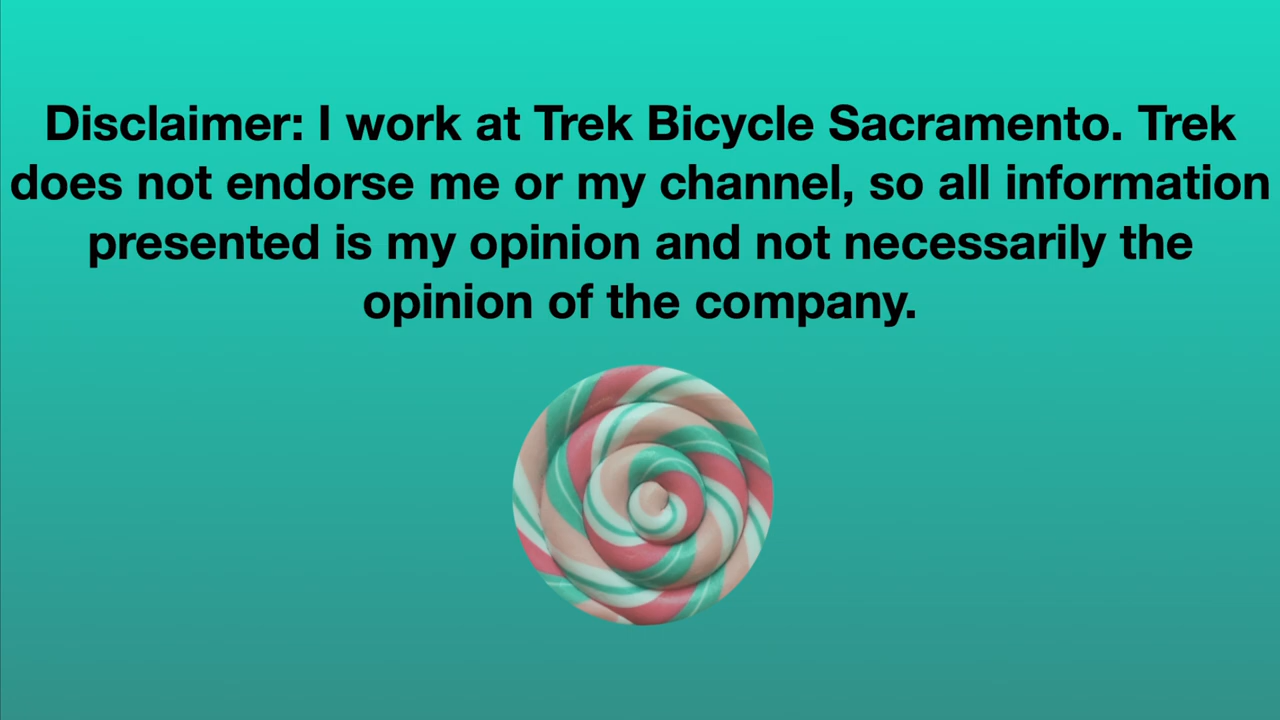 Disclaimer: I work at Trek Bicycle Sacramento. Trek
does not endorse me or my channel, so all information
presented is my opinion and not necessarily the
opinion of the company.